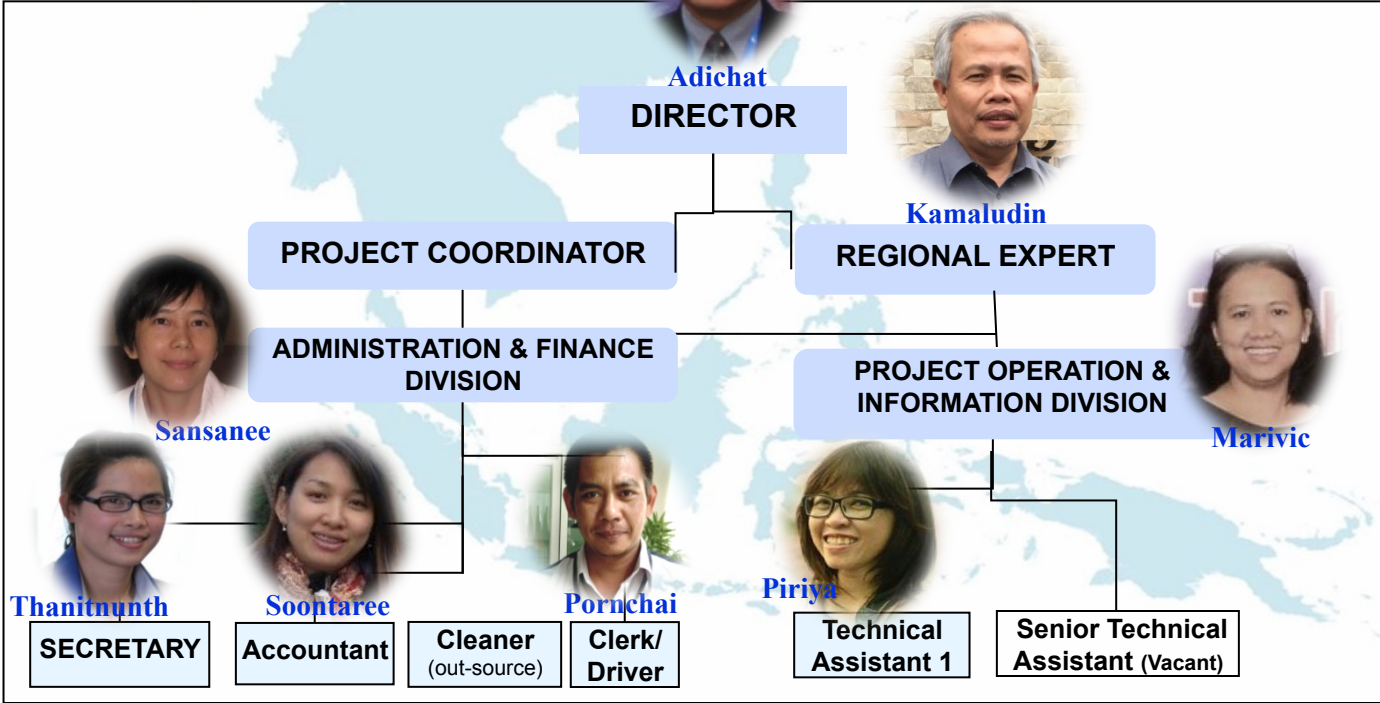 Adichat
DIRECTOR
Kamaludin
PROJECT COORDINATOR
REGIONAL EXPERT
ADMINISTRATION & FINANCE
DIVISION
PROJECT OPERATION &
INFORMATION DIVISION
Sansanee
Marivic
Thanitnunth
Soontaree
Pornchai
Piriya
SECRETARY
Accountant
Cleaner
(out-source)
Clerk/
Driver
Technical
Assistant 1
Senior Technical
Assistant (Vacant)